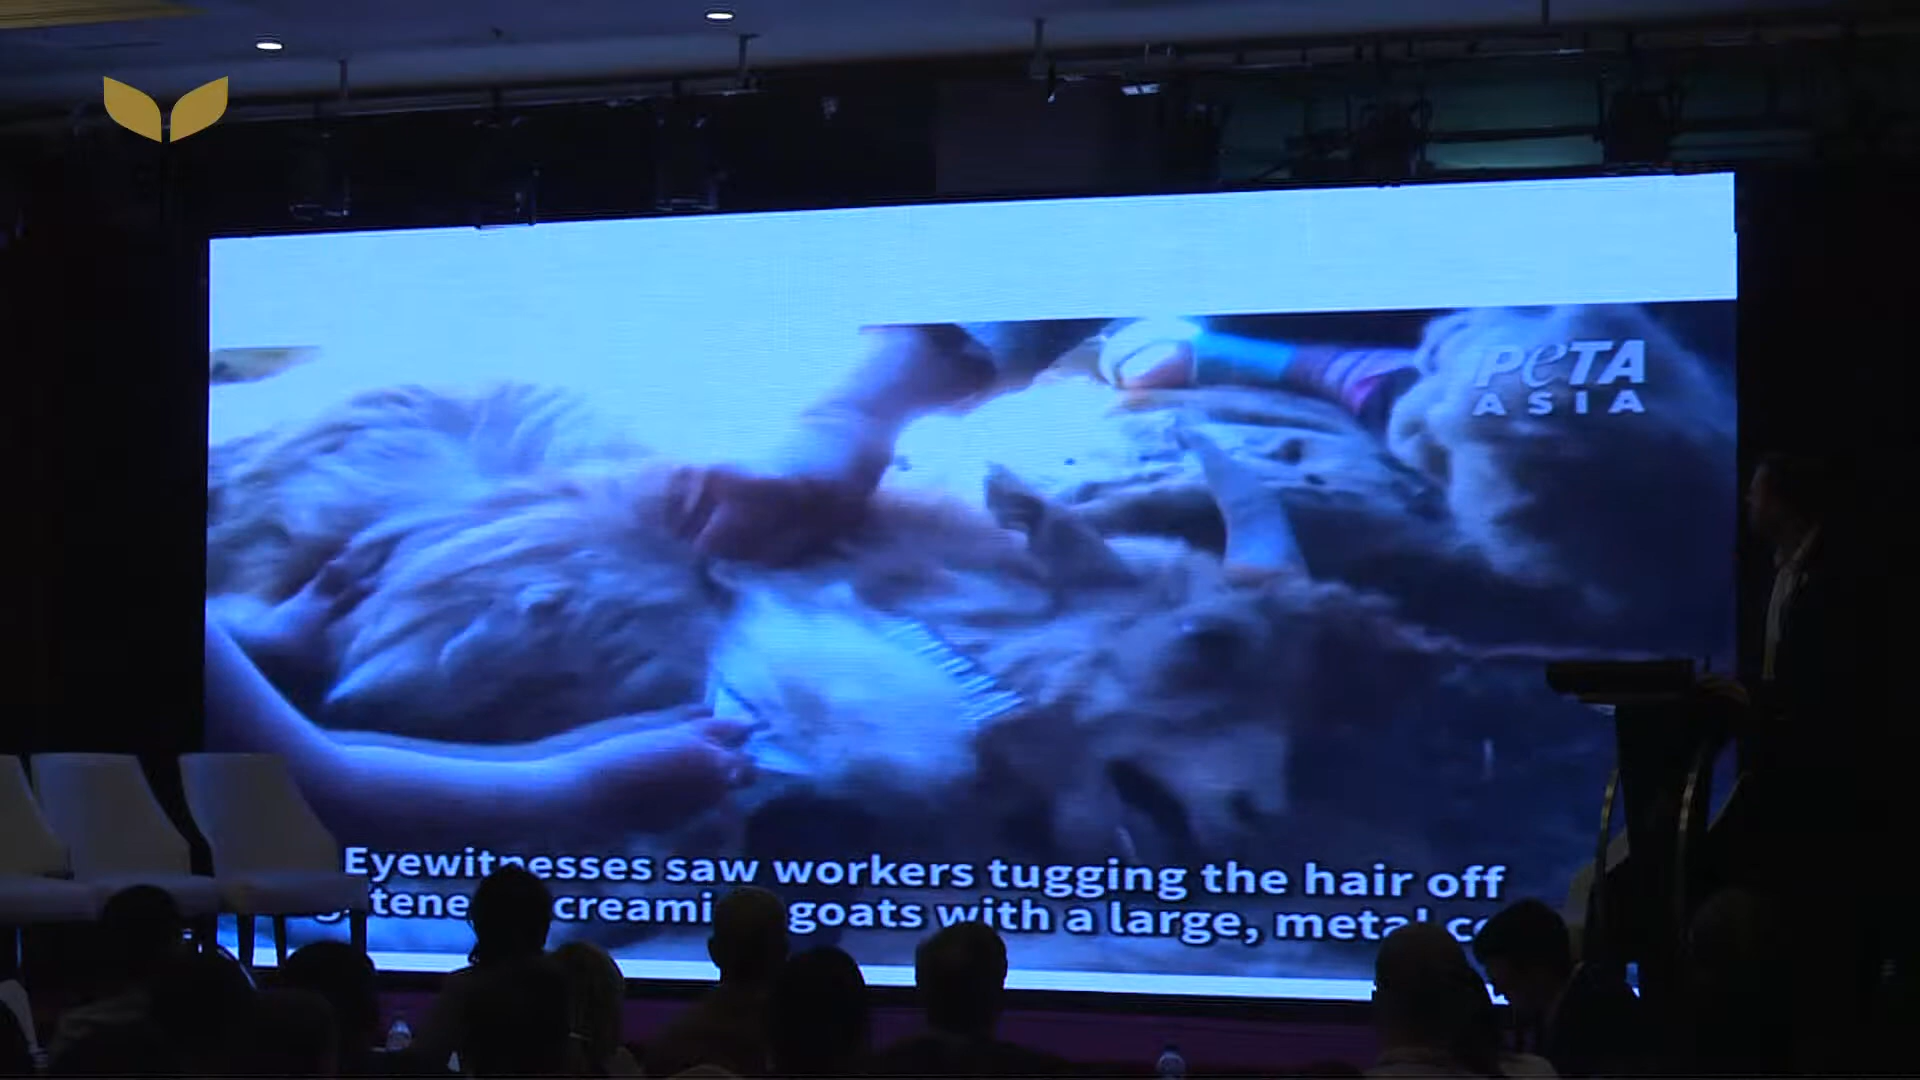 PETA
ASIA
Eyewitnesses saw workers tugging the hair off
goats with a large, metal